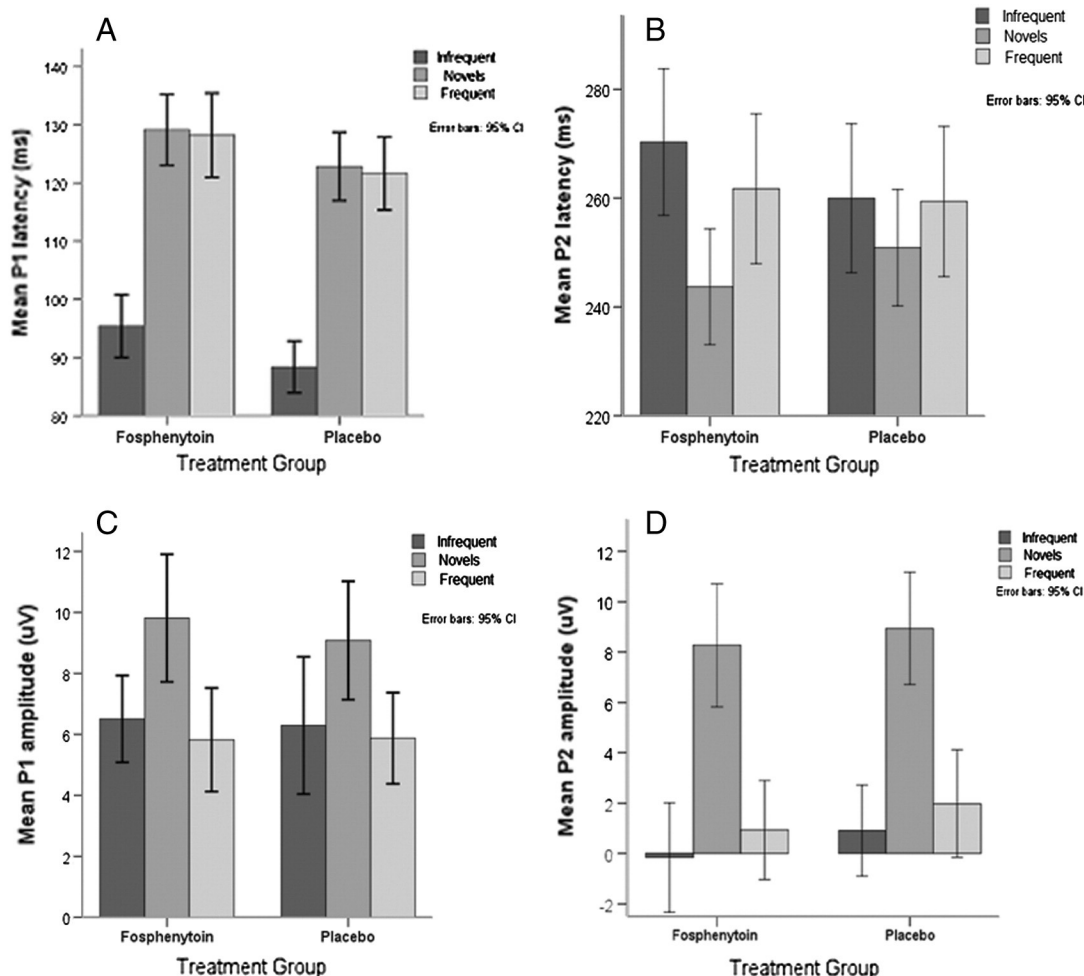 A
Infrequent
Novels
Frequent
Error bars: 95% CI
Mean P1 latency (ms)
140
130
120
110
100
90
80
Fosphenytoin
Placebo
Treatment Group
B
Infrequent
Novels
Frequent
Error bars: 95% CI
Mean P2 latency (ms)
280
260
240
220
Fosphenytoin
Placebo
Treatment Group
C
Infrequent
Novels
Frequent
Error bars: 95% CI
Mean P1 amplitude (uV)
12
10
8
6
4
2
0
Fosphenytoin
Placebo
Treatment Group
D
Infrequent
Novels
Frequent
Error bars: 95% CI
Mean P2 amplitude (uV)
12
10
8
6
4
2
0
-2
Fosphenytoin
Placebo
Treatment Group